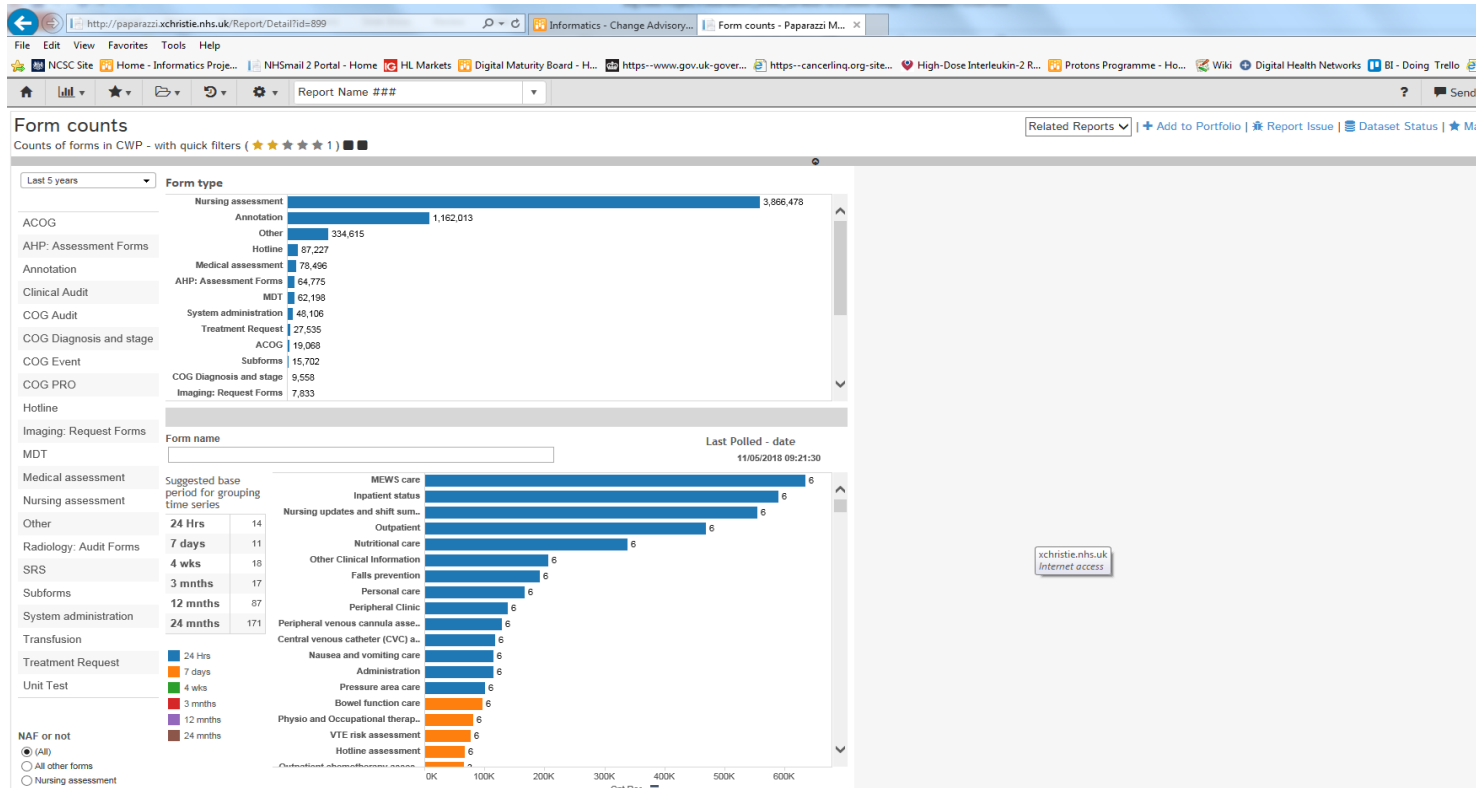 http://paparazzi.xchristie.nhs.uk/Report/Detail?id=899
Informatics - Change Advisory...
Form counts - Paparazzi M...
File Edit View Favorites Tools Help
NCSC Site Home - Informatics Proje... NHSmail 2 Portal - Home HL Markets Digital Maturity Board - H... https--www.gov.uk-gover... https--cancerlinq.org-site... High-Dose Interleukin-2 R... Protons Programme - Ho... Wiki Digital Health Networks BI - Doing Trello
Report Name ###
? Send
Form counts
Related Reports | + Add to Portfolio | Report Issue | Dataset Status | Ma
Counts of forms in CWP - with quick filters ( 1 )
Last 5 years
ACOG
AHP: Assessment Forms
Annotation
Clinical Audit
COG Audit
COG Diagnosis and stage
COG Event
COG PRO
Hotline
Imaging: Request Forms
MDT
Medical assessment
Nursing assessment
Other
Radiology: Audit Forms
SRS
Subforms
System administration
Transfusion
Treatment Request
Unit Test
NAF or not
(All)
All other forms
Nursing assessment
Form type
Nursing assessment 3,866,478
Annotation 1,162,013
Other 334,615
Hotline 87,227
Medical assessment 78,496
AHP: Assessment Forms 64,775
MDT 62,198
System administration 48,106
Treatment Request 27,535
ACOG 19,068
Subforms 15,702
COG Diagnosis and stage 9,558
Imaging: Request Forms 7,833
Form name
Last Polled - date
11/05/2018 09:21:30
Suggested base
period for grouping
time series
24 Hrs 14
7 days 11
4 wks 18
3 mnths 17
12 mnths 87
24 mnths 171
24 Hrs
7 days
4 wks
3 mnths
12 mnths
24 mnths
MEWS care 6
Inpatient status 6
Nursing updates and shift sum.. 6
Outpatient 6
Nutritional care 6
Other Clinical Information 6
Falls prevention 6
Personal care 6
Peripheral Clinic 6
Peripheral venous cannula asse.. 6
Central venous catheter (CVC) a.. 6
Nausea and vomiting care 6
Administration 6
Pressure area care 6
Bowel function care 6
Physio and Occupational therap.. 6
VTE risk assessment 6
Hotline assessment 6
0K 100K 200K 300K 400K 500K 600K
xchristie.nhs.uk
Internet access